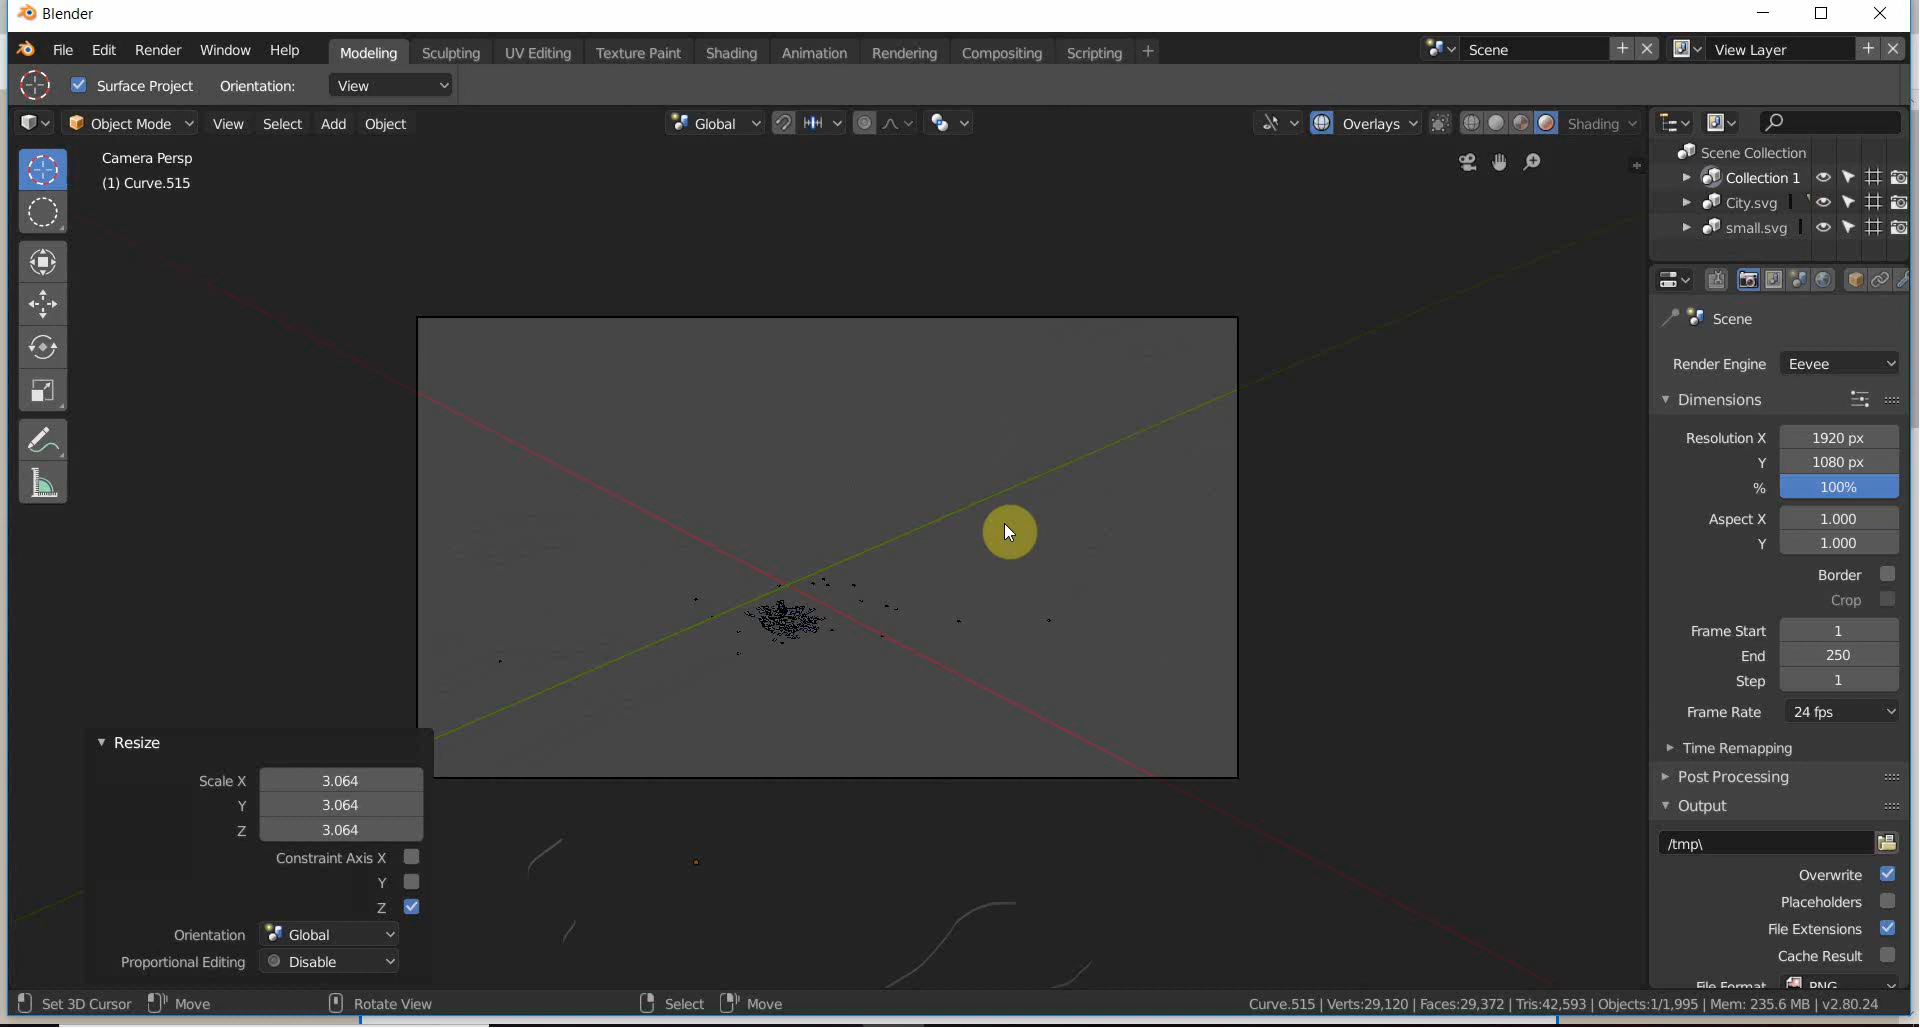 Blender
File Edit Render Window Help Modeling Sculpting UV Editing Texture Paint Shading Animation Rendering Compositing Scripting + Scene View Layer
Surface Project Orientation: View
Object Mode View Select Add Object Global Overlays Shading
Camera Persp
(1) Curve.515
Scene Collection
Collection 1
City.svg
small.svg
Scene
Render Engine Eevee
Dimensions
Resolution X 1920 px
Y 1080 px
% 100%
Aspect X 1.000
Y 1.000
Border
Crop
Frame Start 1
End 250
Step 1
Frame Rate 24 fps
Time Remapping
Post Processing
Output
/tmp\
Overwrite
Placeholders
File Extensions
Cache Result
File Format PNG
Resize
Scale X 3.064
Y 3.064
Z 3.064
Constraint Axis X
Y
Z
Orientation Global
Proportional Editing Disable
Set 3D Cursor Move Rotate View Select Move Curve.515 | Verts:29,120 | Faces:29,372 | Tris:42,593 | Objects:1/1,995 | Mem: 235.6 MB | v2.80.24